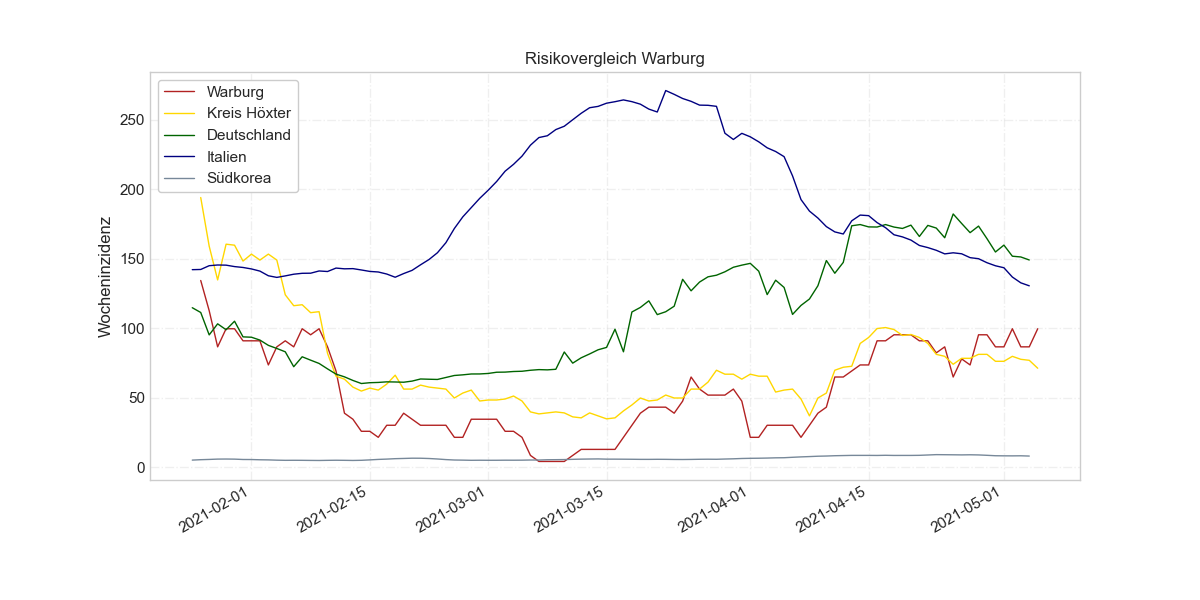 Risikovergleich Warburg
Warburg
Kreis Höxter
Deutschland
Italien
Südkorea
Wocheninzidenz
250
200
150
100
50
0
2021-02-01
2021-02-15
2021-03-01
2021-03-15
2021-04-01
2021-04-15
2021-05-01